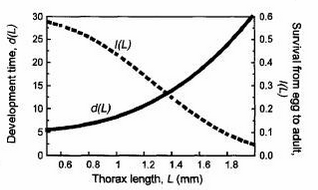 Development time, d(L)
30
25
20
15
10
5
0
l(L)
d(L)
0.6
0.5
0.4
0.3
0.2
0.1
0.0
Survival from egg to adult,
l(L)
0.6 0.8 1 1.2 1.4 1.6 1.8
Thorax length, L (mm)